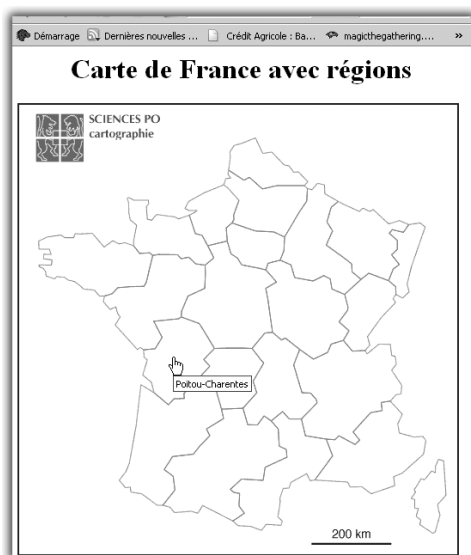 Démarrage Dernières nouvelles ... Crédit Agricole : Ba... magicthegathering.... »
Carte de France avec régions
SCIENCES PO
cartographie
Poitou-Charentes
200 km